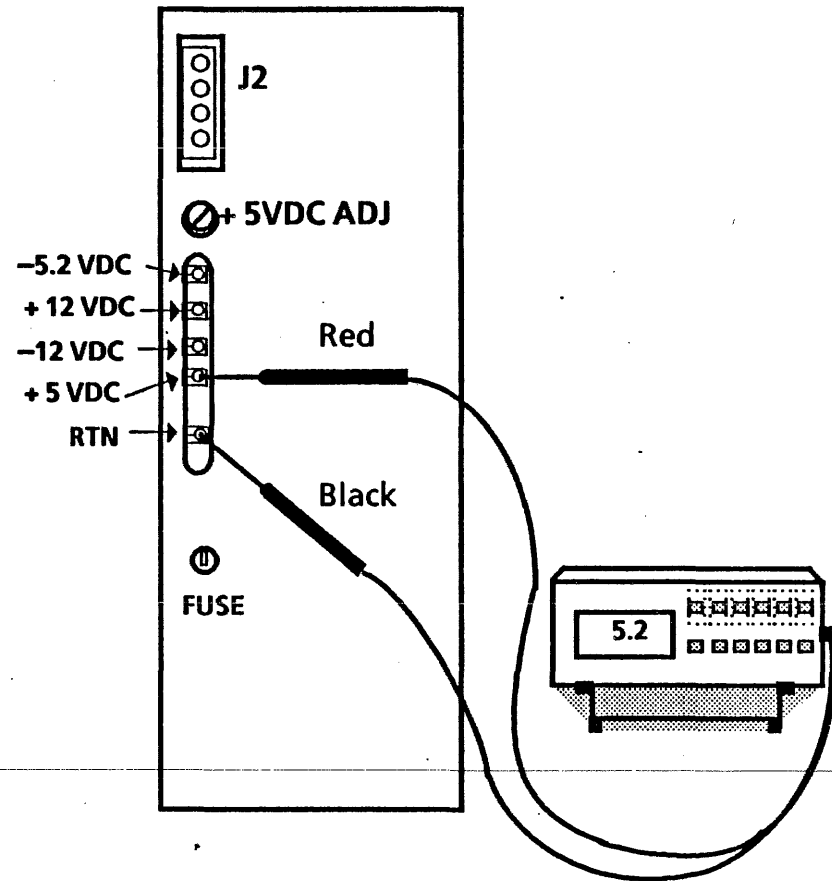 J2
+ 5VDC ADJ
–5.2 VDC
+ 12 VDC
–12 VDC
+ 5 VDC
RTN
Red
Black
FUSE
5.2